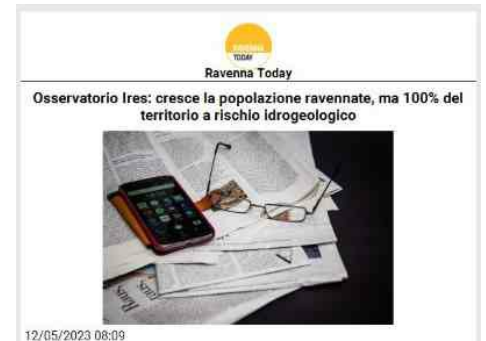 TODAY
Ravenna Today
Osservatorio Ires: cresce la popolazione ravennate, ma 100% del
territorio a rischio idrogeologico
12/05/2023 08:09